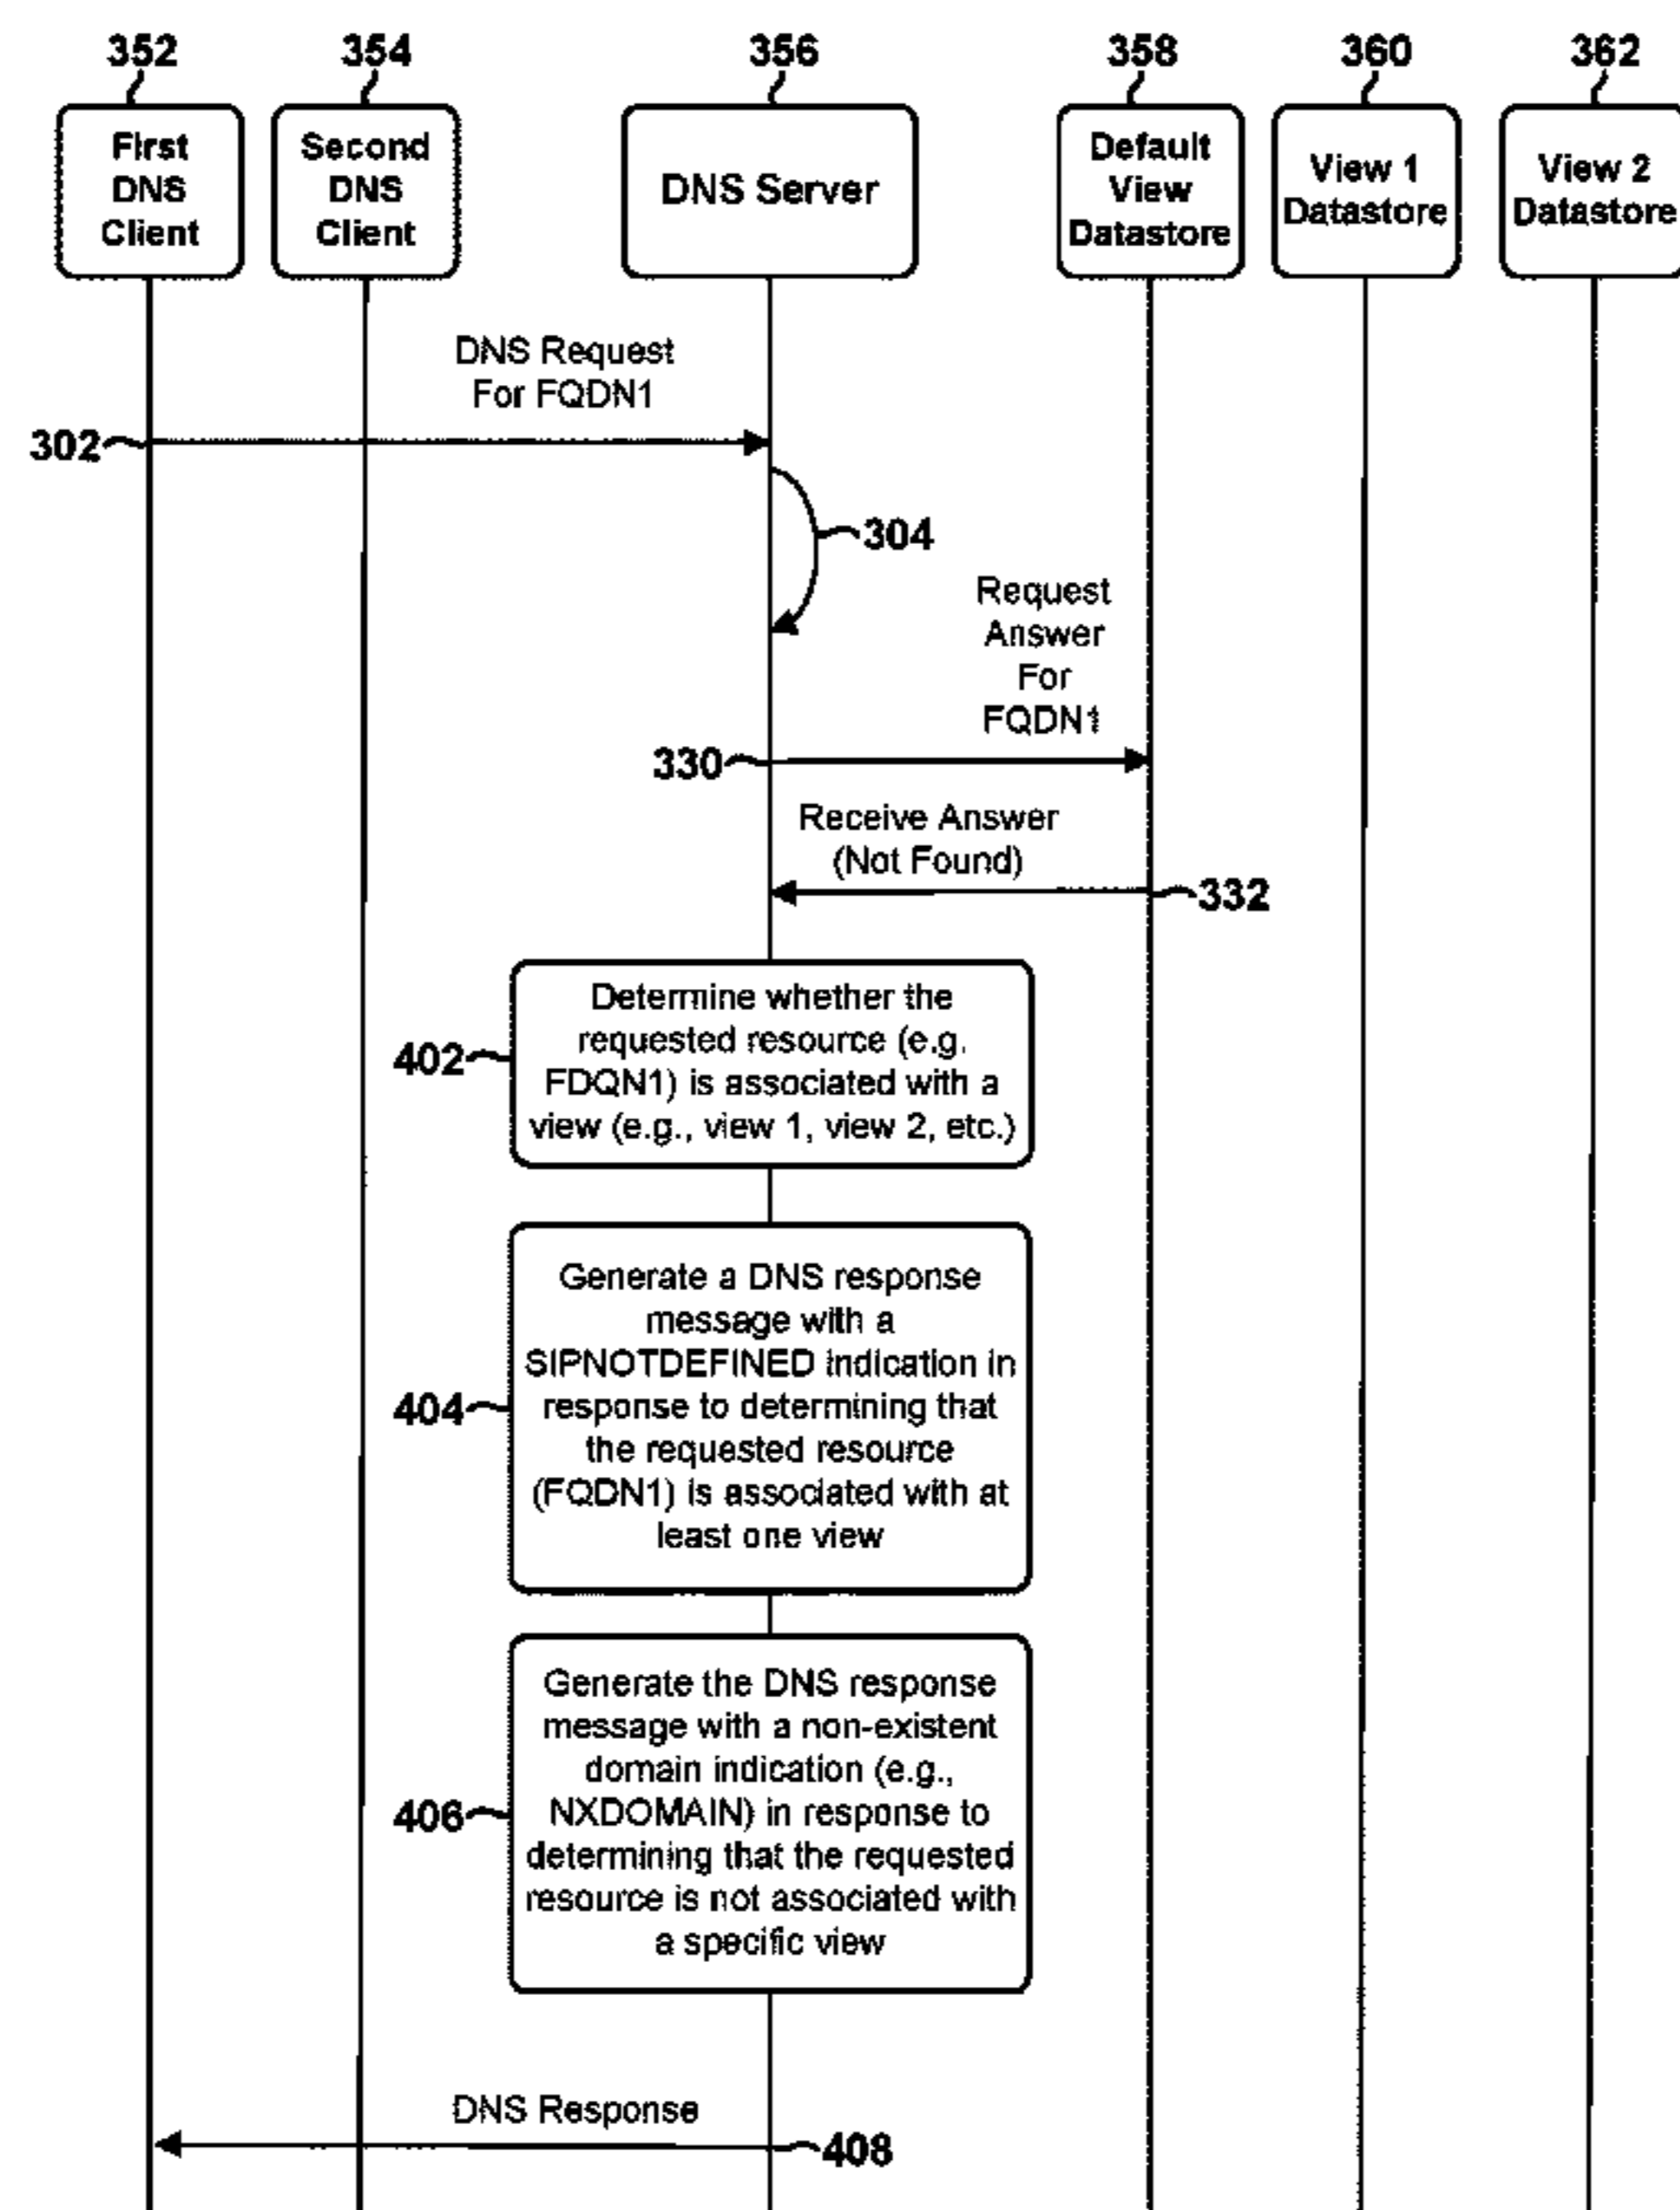 352
354
356
358
360
362
First
DNS
Client
Second
DNS
Client
DNS Server
Default
View
Datastore
View 1
Datastore
View 2
Datastore
DNS Request
For FQDN1
302
304
Request
Answer
For
FQDN1
330
Receive Answer
(Not Found)
332
402
Determine whether the
requested resource (e.g.
FDQN1) is associated with a
view (e.g., view 1, view 2, etc.)
404
Generate a DNS response
message with a
SIPNOTDEFINED indication in
response to determining that
the requested resource
(FQDN1) is associated with at
least one view
406
Generate the DNS response
message with a non-existent
domain indication (e.g.,
NXDOMAIN) in response to
determining that the requested
resource is not associated with
a specific view
DNS Response
408